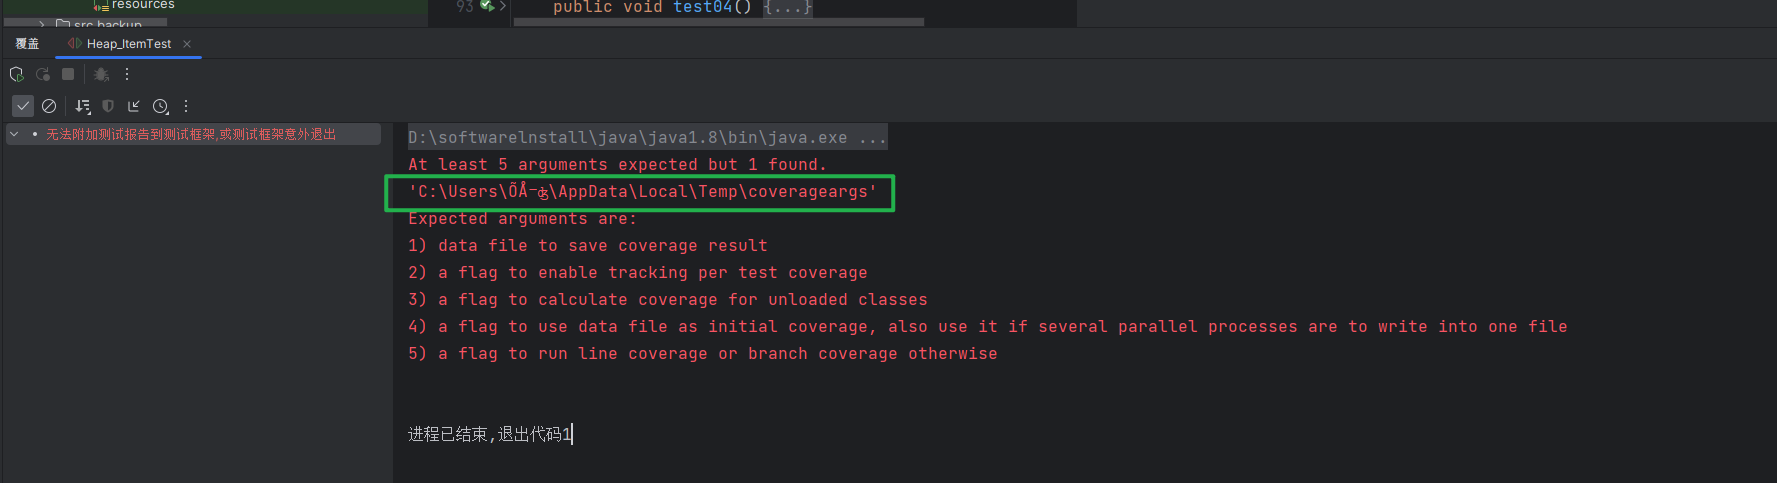 resources
93 public void test04() {...}
src.backup
覆盖 Heap_ItemTest
无法附加测试报告到测试框架,或测试框架意外退出
D:\softwarelnstall\java\java1.8\bin\java.exe ...
At least 5 arguments expected but 1 found.
'C:\Users\ÕÅ¬ʤ\AppData\Local\Temp\coverageargs'
Expected arguments are:
1) data file to save coverage result
2) a flag to enable tracking per test coverage
3) a flag to calculate coverage for unloaded classes
4) a flag to use data file as initial coverage, also use it if several parallel processes are to write into one file
5) a flag to run line coverage or branch coverage otherwise
进程已结束,退出代码1